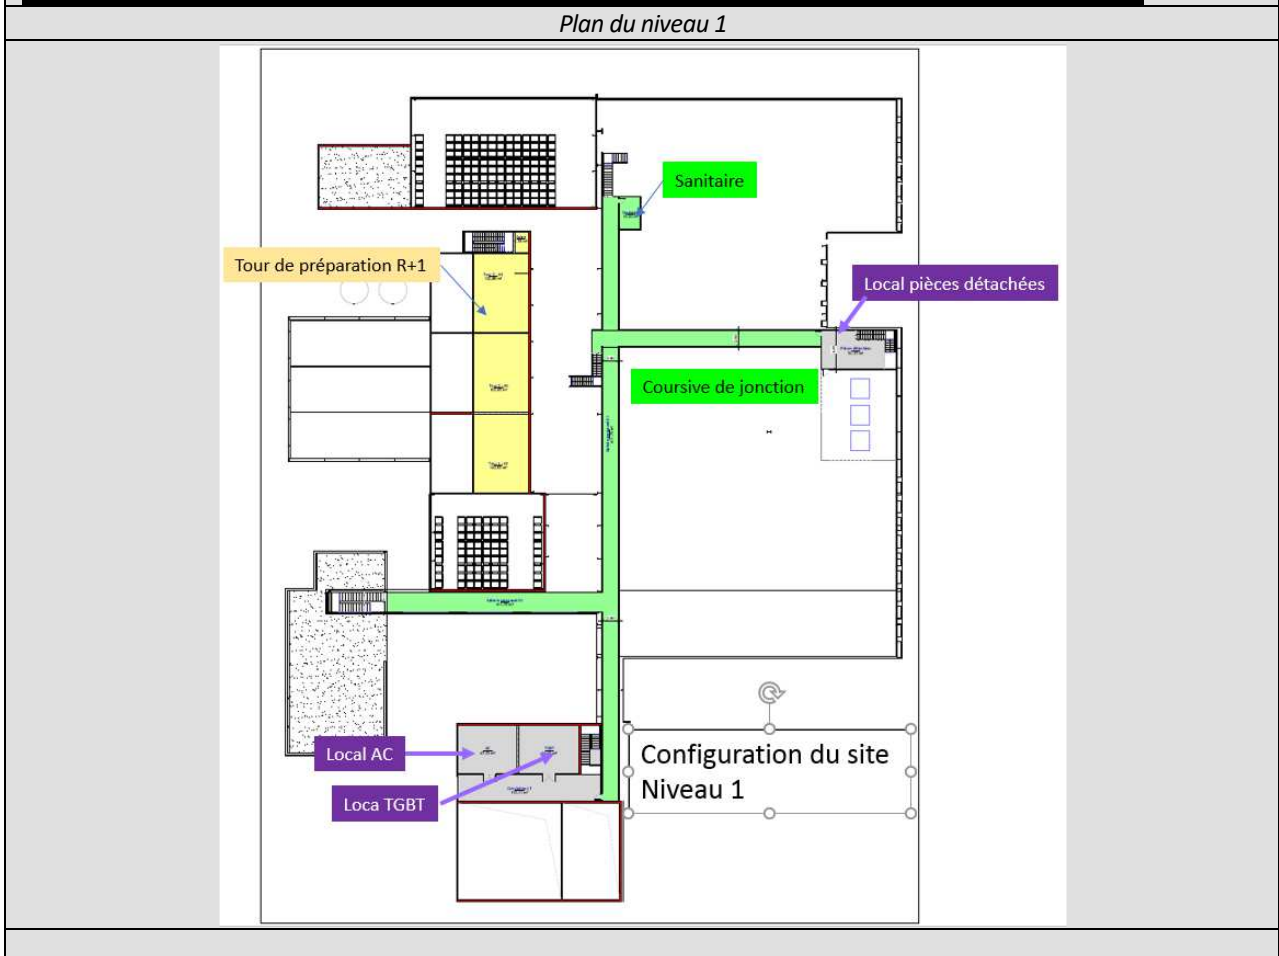 Plan du niveau 1
Sanitaire
Tour de préparation R+1
Local pièces détachées
Coursive de jonction
Local AC
Loca TGBT
Configuration du site
Niveau 1